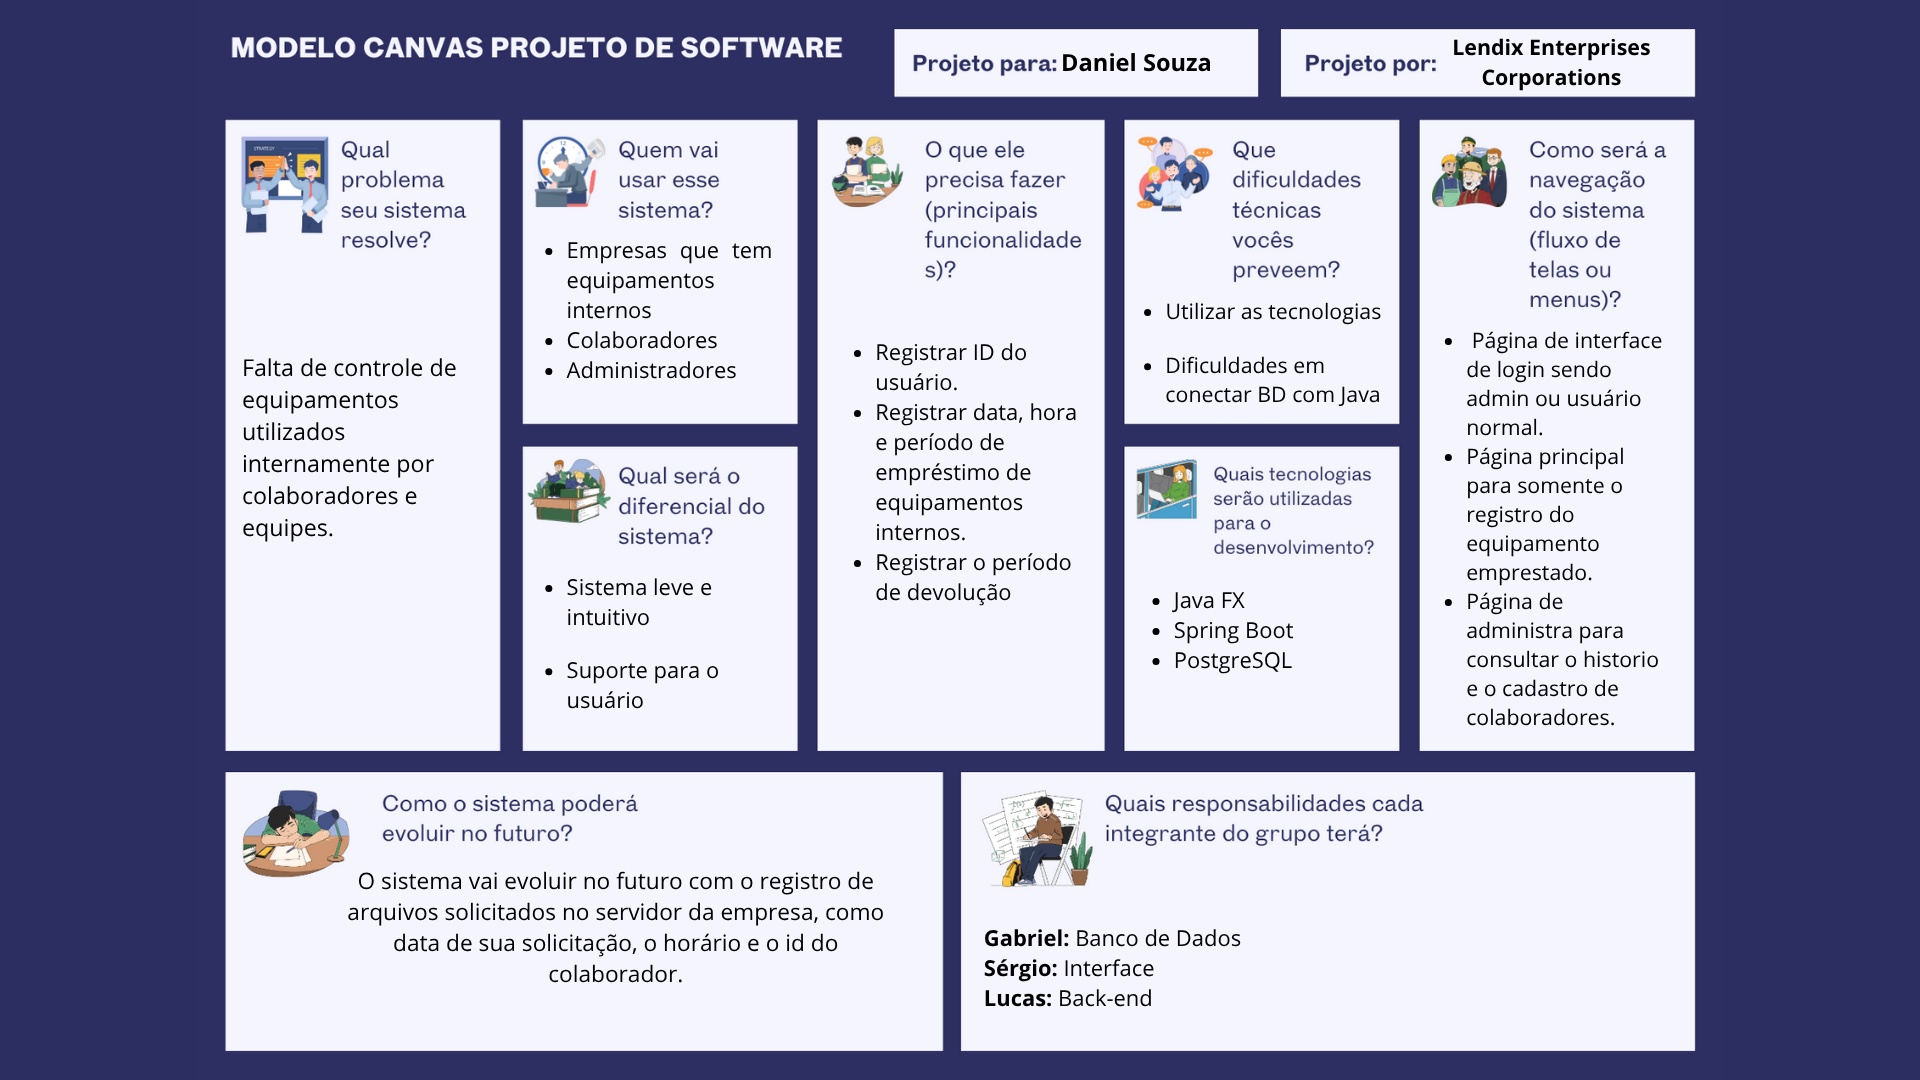 MODELO CANVAS PROJETO DE SOFTWARE
Projeto para: Daniel Souza
Projeto por: Lendix Enterprises
Corporations
STRATEGY
Qual
problema
seu sistema
resolve?
Falta de controle de
equipamentos
utilizados
internamente por
colaboradores e
equipes.
Quem vai
usar esse
sistema?
• Empresas que tem
equipamentos
internos
• Colaboradores
• Administradores
Qual será o
diferencial do
sistema?
• Sistema leve e
intuitivo
• Suporte para o
usuário
O que ele
precisa fazer
(principais
funcionalidade
s)?
• Registrar ID do
usuário.
• Registrar data, hora
e período de
empréstimo de
equipamentos
internos.
• Registrar o período
de devolução
Que
dificuldades
técnicas
vocês
preveem?
• Utilizar as tecnologias
• Dificuldades em
conectar BD com Java
Quais tecnologias
serão utilizadas
para o
desenvolvimento?
• Java FX
• Spring Boot
• PostgreSQL
Como será a
navegação
do sistema
(fluxo de
telas ou
menus)?
• Página de interface
de login sendo
admin ou usuário
normal.
• Página principal
para somente o
registro do
equipamento
emprestado.
• Página de
administra para
consultar o historio
e o cadastro de
colaboradores.
Como o sistema poderá
evoluir no futuro?
O sistema vai evoluir no futuro com o registro de
arquivos solicitados no servidor da empresa, como
data de sua solicitação, o horário e o id do
colaborador.
Quais responsabilidades cada
integrante do grupo terá?
Gabriel: Banco de Dados
Sérgio: Interface
Lucas: Back-end